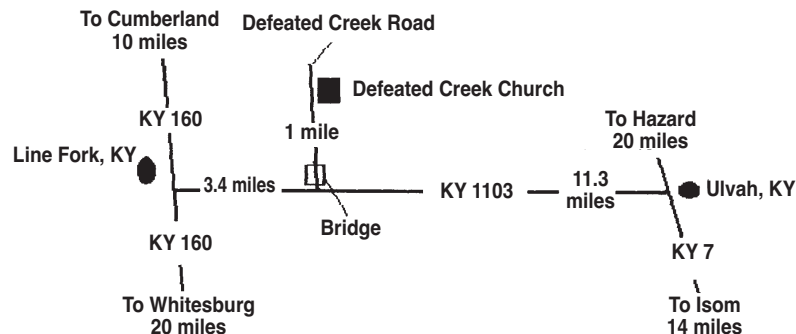 To Cumberland
10 miles
Defeated Creek Road
Defeated Creek Church
KY 160
1 mile
To Hazard
20 miles
Line Fork, KY
3.4 miles
KY 1103
11.3
miles
Ulvah, KY
Bridge
KY 160
KY 7
To Whitesburg
20 miles
To Isom
14 miles